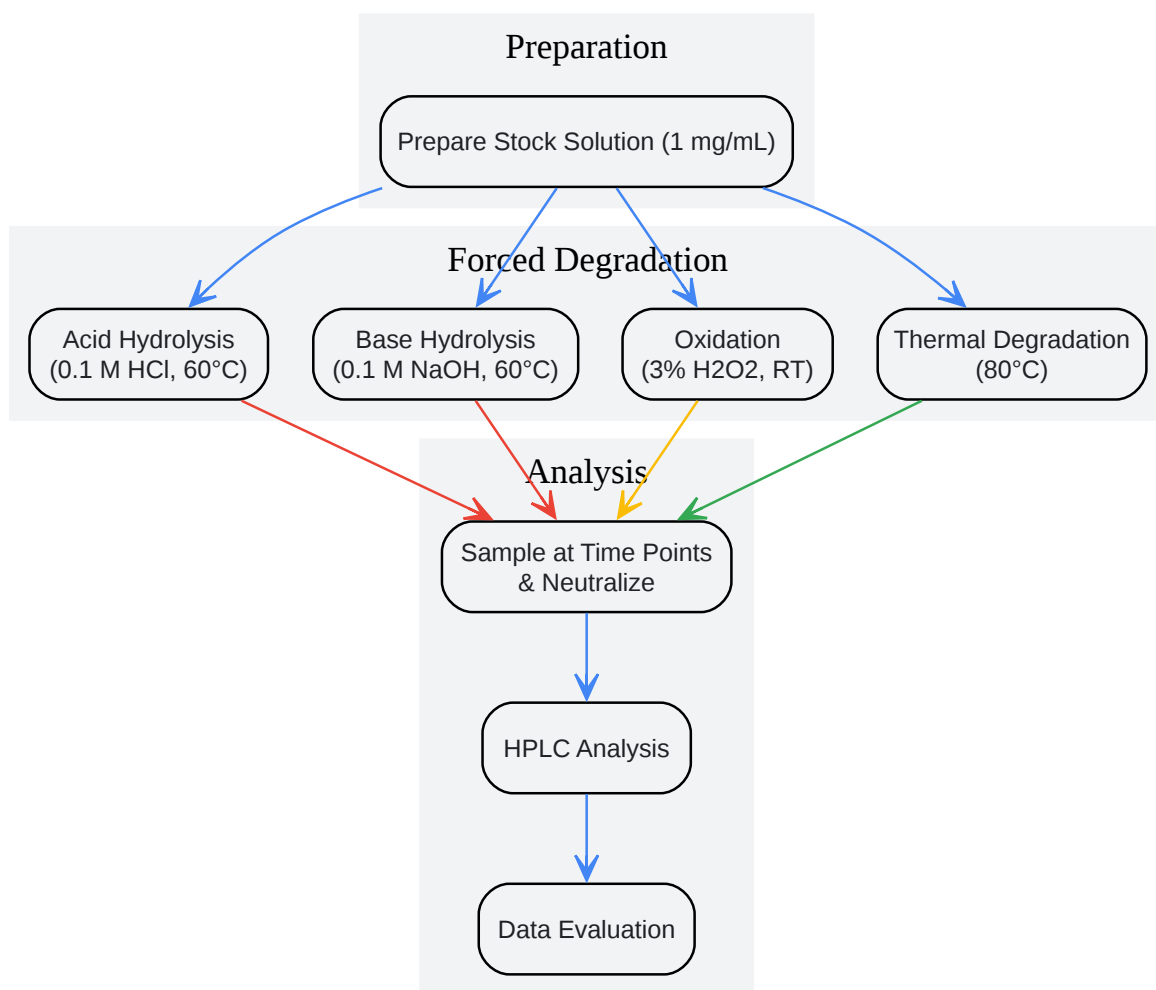 Preparation
Prepare Stock Solution (1 mg/mL)
Forced Degradation
Acid Hydrolysis
(0.1 M HCl, 60°C)
Base Hydrolysis
(0.1 M NaOH, 60°C)
Oxidation
(3% H2O2, RT)
Thermal Degradation
(80°C)
Analysis
Sample at Time Points
& Neutralize
HPLC Analysis
Data Evaluation